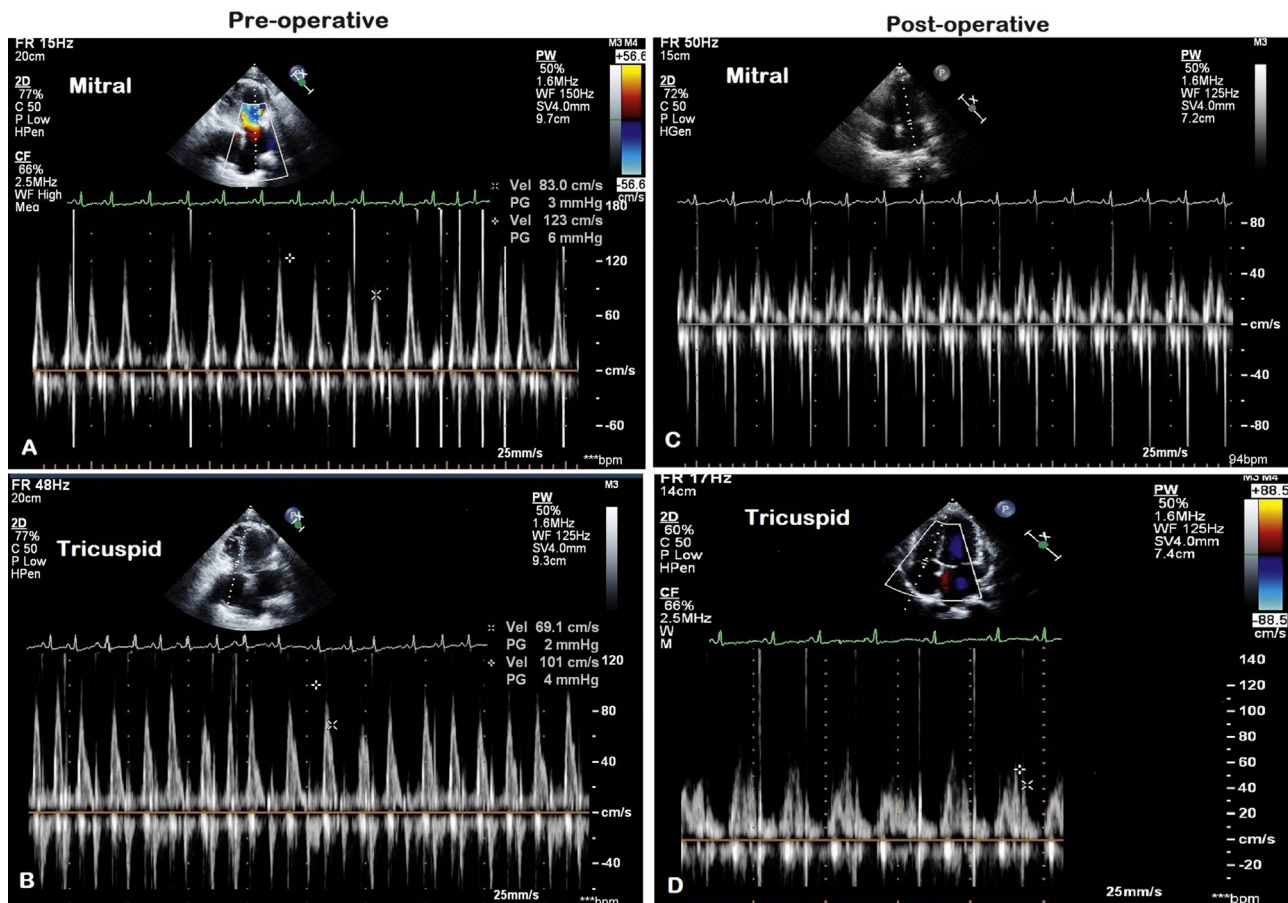 Pre-operative
Post-operative
FR 15Hz
20cm
2D
77%
C 50
P Low
HPen
CF
66%
2.5MHz
WF High
Med
Mitral
P
X
PW
50%
1.6MHz
WF 150Hz
SV4.0mm
9.7cm
M3 M4
+56.6
-56.6
cm/s
Vel 83.0 cm/s
PG 3 mmHg
Vel 123 cm/s
PG 6 mmHg
180
120
60
cm/s
-60
A
25mm/s
***bpm
FR 50Hz
15cm
2D
72%
C 50
P Low
HGen
Mitral
P
X
PW
50%
1.6MHz
WF 125Hz
SV4.0mm
7.2cm
M3
80
40
cm/s
-40
-80
C
25mm/s
94bpm
FR 48Hz
20cm
2D
77%
C 50
P Low
HPen
Tricuspid
P
X
PW
50%
1.6MHz
WF 125Hz
SV4.0mm
9.3cm
M3
Vel 69.1 cm/s
PG 2 mmHg
Vel 101 cm/s
PG 4 mmHg
120
80
40
cm/s
-40
B
25mm/s
***bpm
FR 17Hz
14cm
2D
60%
C 50
P Low
HPen
CF
66%
2.5MHz
W
M
Tricuspid
P
X
PW
50%
1.6MHz
WF 125Hz
SV4.0mm
7.4cm
M3 M4
+88.5
-88.5
cm/s
140
120
100
80
60
40
20
cm/s
-20
D
25mm/s
***bpm